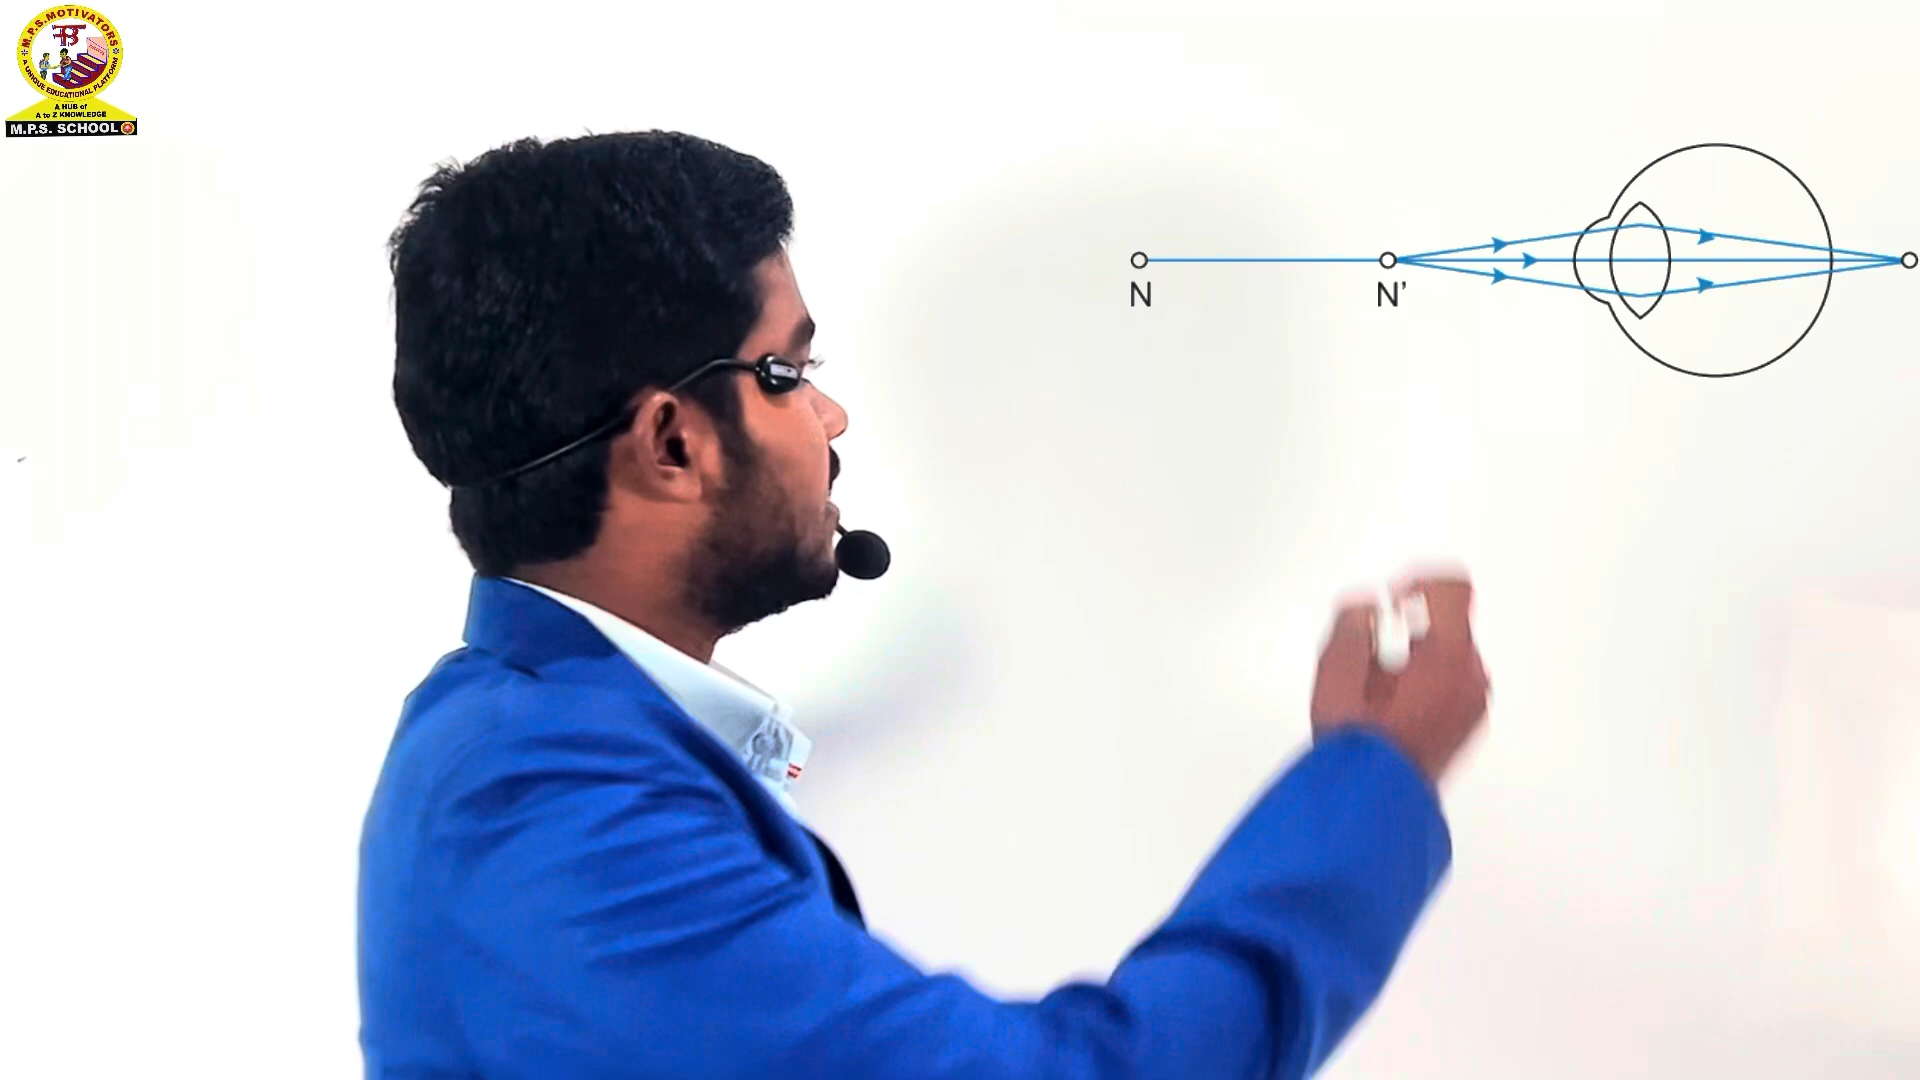 M.P.S.MOTIVATORS
A UNIQUE EDUCATIONAL PLATFORM
A HUB of
A to Z KNOWLEDGE
M.P.S. SCHOOL
N
N’